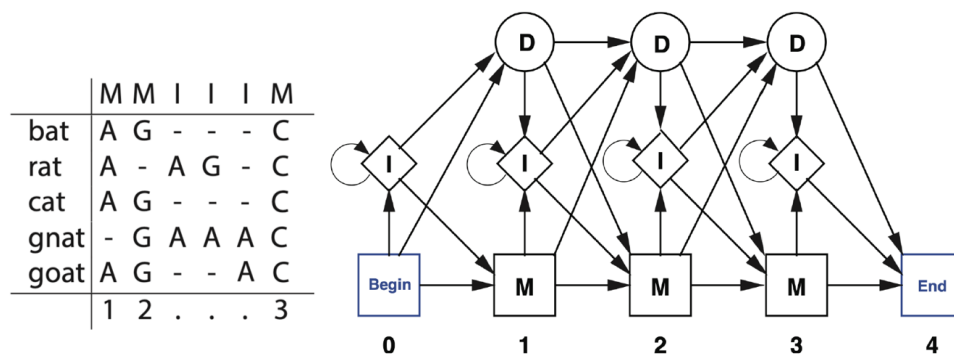 M M I I I M
bat A G - - - C
rat A - A G - C
cat A G - - - C
gnat - G A A A C
goat A G - - A C
1 2 . . . 3
D D D
I I I I
Begin M M M End
0 1 2 3 4